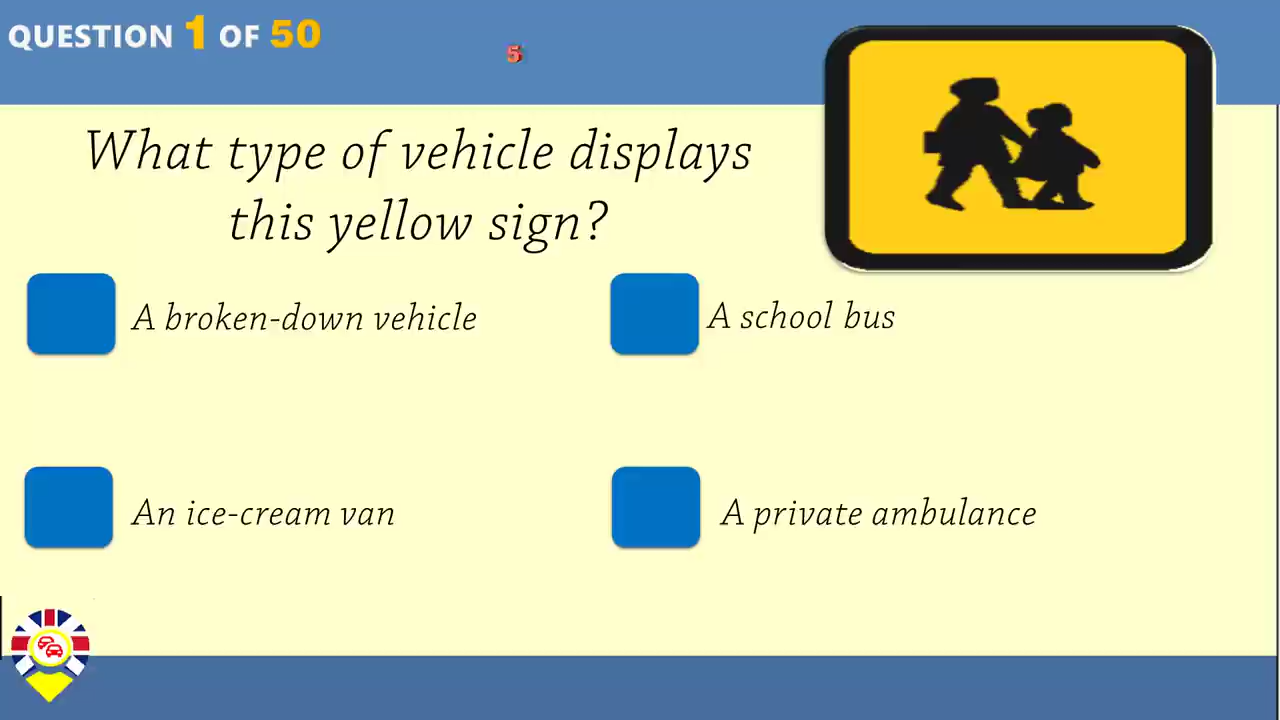 QUESTION 1 OF 50
5
What type of vehicle displays
this yellow sign?
A broken-down vehicle
A school bus
An ice-cream van
A private ambulance